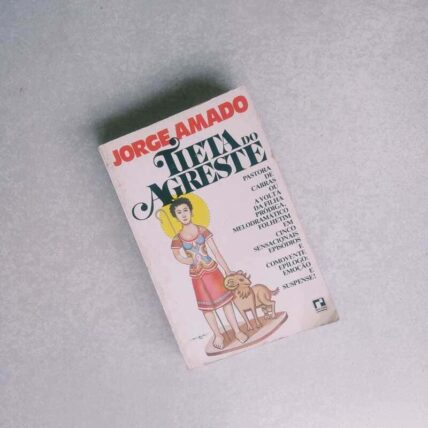 JORGE AMADO
TIETA DO
AGRESTE
PASTORA
DE
CABRAS
OU
A VOLTA
DA FILHA
PRÓDIGA,
MELODRAMÁTICO
FOLHETIM
EM
CINCO
SENSACIONAIS
EPISÓDIOS
E
COMOVENTE
EPÍLOGO:
EMOÇÃO
E
SUSPENSE!